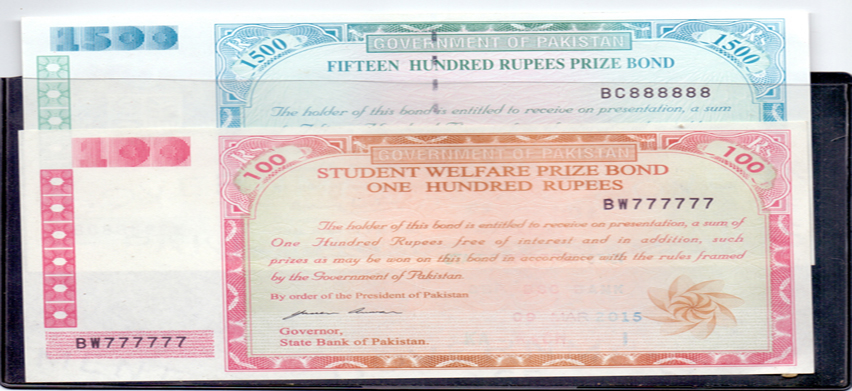 1500
Rs 1500
GOVERNMENT OF PAKISTAN
Rs 1500
FIFTEEN HUNDRED RUPEES PRIZE BOND
BC888888
The holder of this bond is entitled to receive on presentation, a sum
100
Rs 100
GOVERNMENT OF PAKISTAN
Rs 100
STUDENT WELFARE PRIZE BOND
ONE HUNDRED RUPEES
BW777777
The holder of this bond is entitled to receive on presentation, a sum of
One Hundred Rupees free of interest and in addition, such
prizes as may be won on this bond in accordance with the rules framed
by the Government of Pakistan.
By order of the President of Pakistan
09 MAR 2015
Governor,
State Bank of Pakistan.
BW777777
100
100